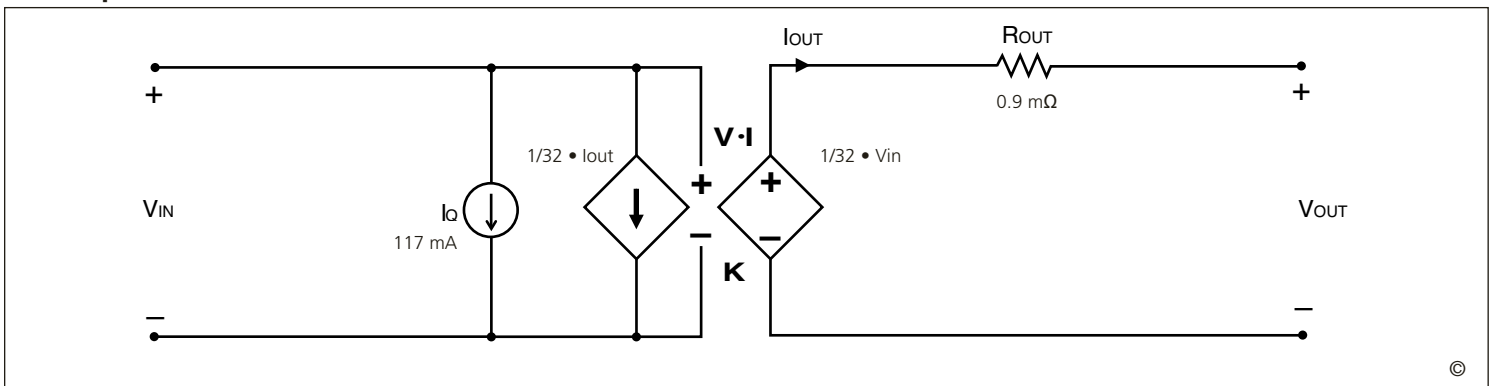 IOUT
ROUT
0.9 mΩ
+
+
V·I
1/32 • Iout
1/32 • Vin
+
+
VIN
IQ
VOUT
117 mA
–
–
K
–
–
©